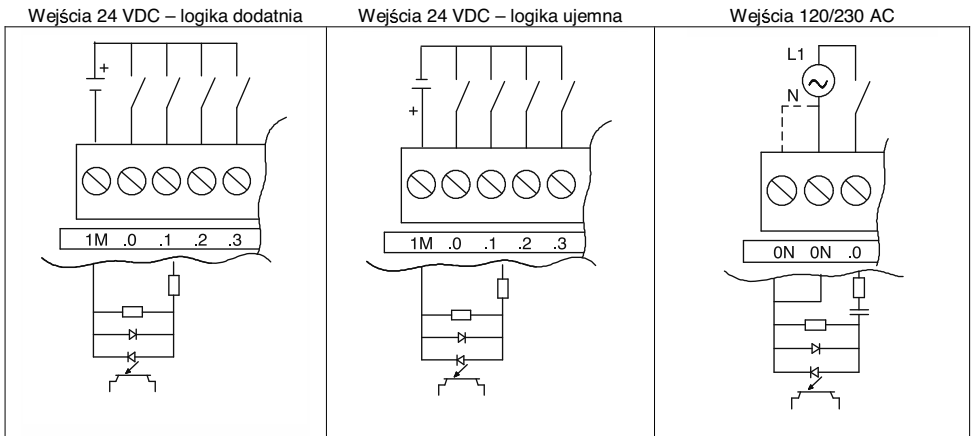 Wejścia 24 VDC – logika dodatnia
Wejścia 24 VDC – logika ujemna
Wejścia 120/230 AC
+
1M .0 .1 .2 .3
+
1M .0 .1 .2 .3
L1
N
0N 0N .0